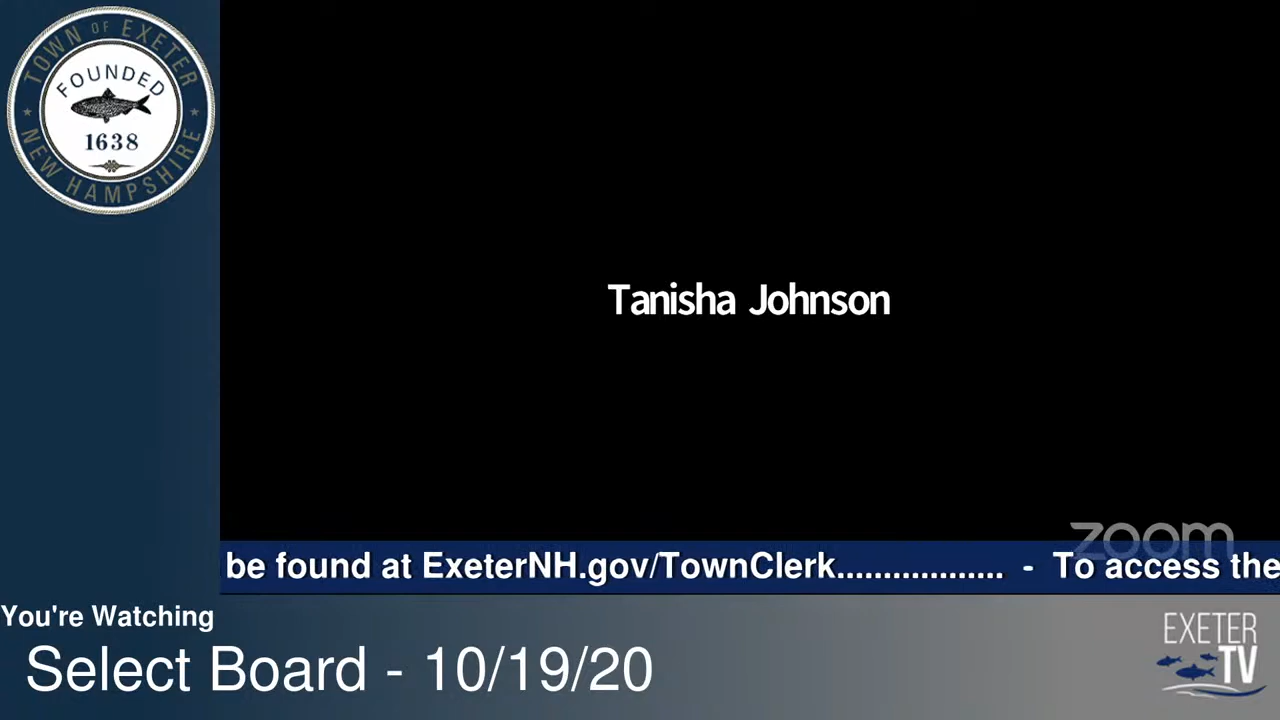 TOWN OF EXETER
FOUNDED
1638
NEW HAMPSHIRE
Tanisha Johnson
zoom
be found at ExeterNH.gov/TownClerk.................. - To access the
You're Watching
Select Board - 10/19/20
EXETER
TV